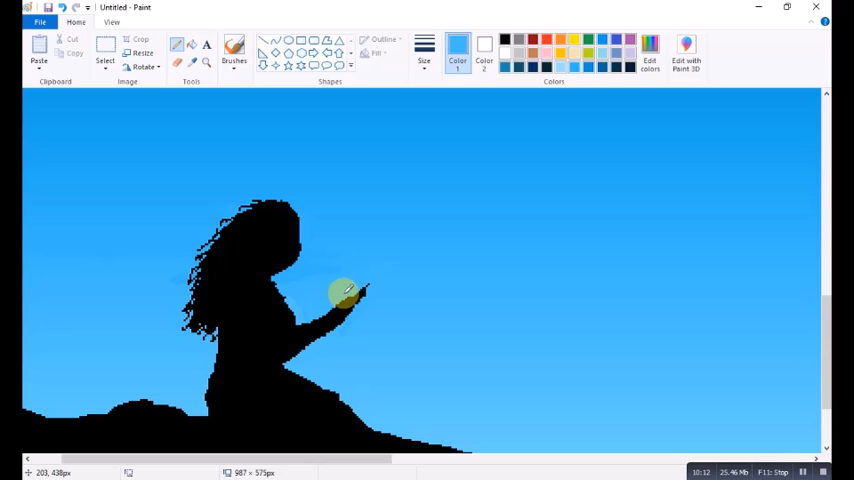 Untitled - Paint
File Home View
Cut
Copy
Paste
Clipboard
Crop
Resize
Rotate
Select
Image
A
Tools
Brushes
Outline
Fill
Shapes
Size
Color 1
Color 2
Edit colors
Edit with Paint 3D
Colors
203, 438px
987 × 575px
10:12 25.46 Mb F11: Stop